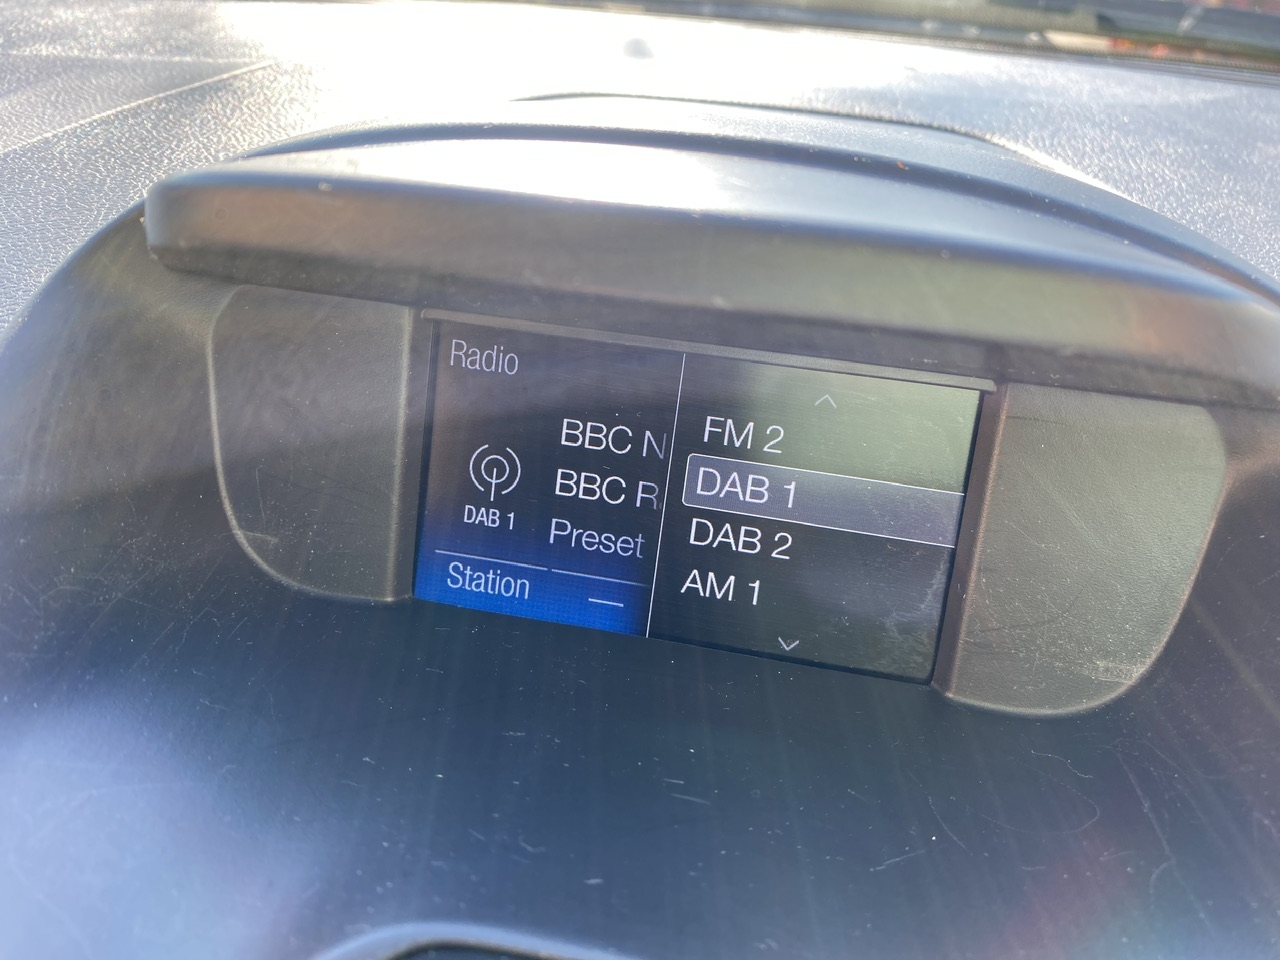 Radio
BBC N
BBC R
Preset
DAB 1
Station
FM 2
DAB 1
DAB 2
AM 1